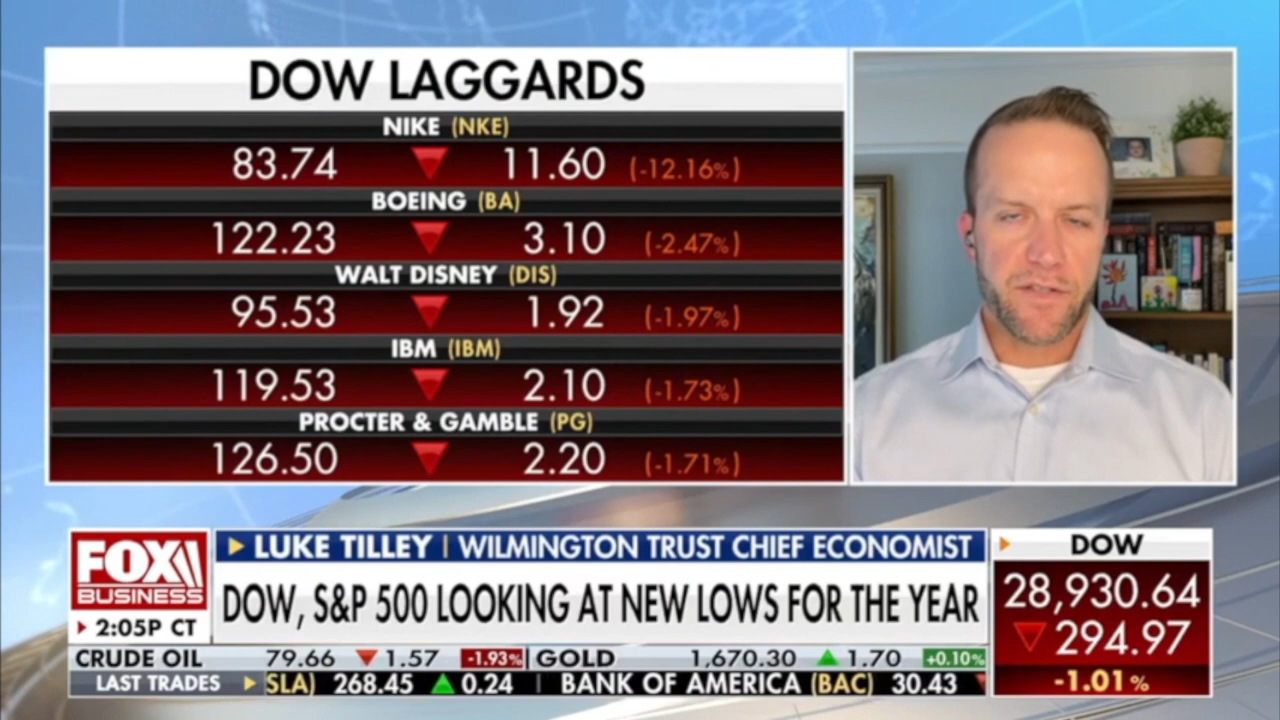 DOW LAGGARDS
NIKE (NKE)
83.74 ▼ 11.60 (-12.16%)
BOEING (BA)
122.23 ▼ 3.10 (-2.47%)
WALT DISNEY (DIS)
95.53 ▼ 1.92 (-1.97%)
IBM (IBM)
119.53 ▼ 2.10 (-1.73%)
PROCTER & GAMBLE (PG)
126.50 ▼ 2.20 (-1.71%)
FOX
BUSINESS
2:05P CT
LUKE TILLEY | WILMINGTON TRUST CHIEF ECONOMIST
DOW, S&P 500 LOOKING AT NEW LOWS FOR THE YEAR
DOW
28,930.64
▼ 294.97
-1.01%
CRUDE OIL 79.66 ▼ 1.57 -1.93% GOLD 1,670.30 ▲ 1.70 +0.10%
LAST TRADES SLA) 268.45 ▲ 0.24 | BANK OF AMERICA (BAC) 30.43